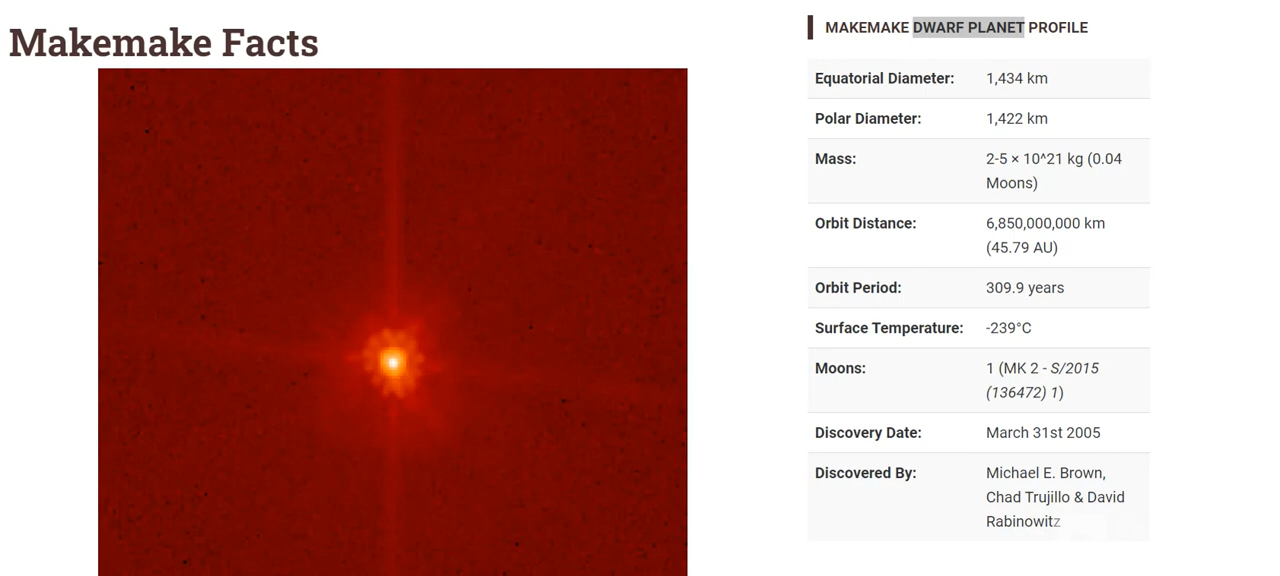 Makemake Facts
MAKEMAKE DWARF PLANET PROFILE
Equatorial Diameter: 1,434 km
Polar Diameter: 1,422 km
Mass: 2-5 × 10^21 kg (0.04
Moons)
Orbit Distance: 6,850,000,000 km
(45.79 AU)
Orbit Period: 309.9 years
Surface Temperature: -239°C
Moons: 1 (MK 2 - S/2015
(136472) 1)
Discovery Date: March 31st 2005
Discovered By: Michael E. Brown,
Chad Trujillo & David
Rabinowitz